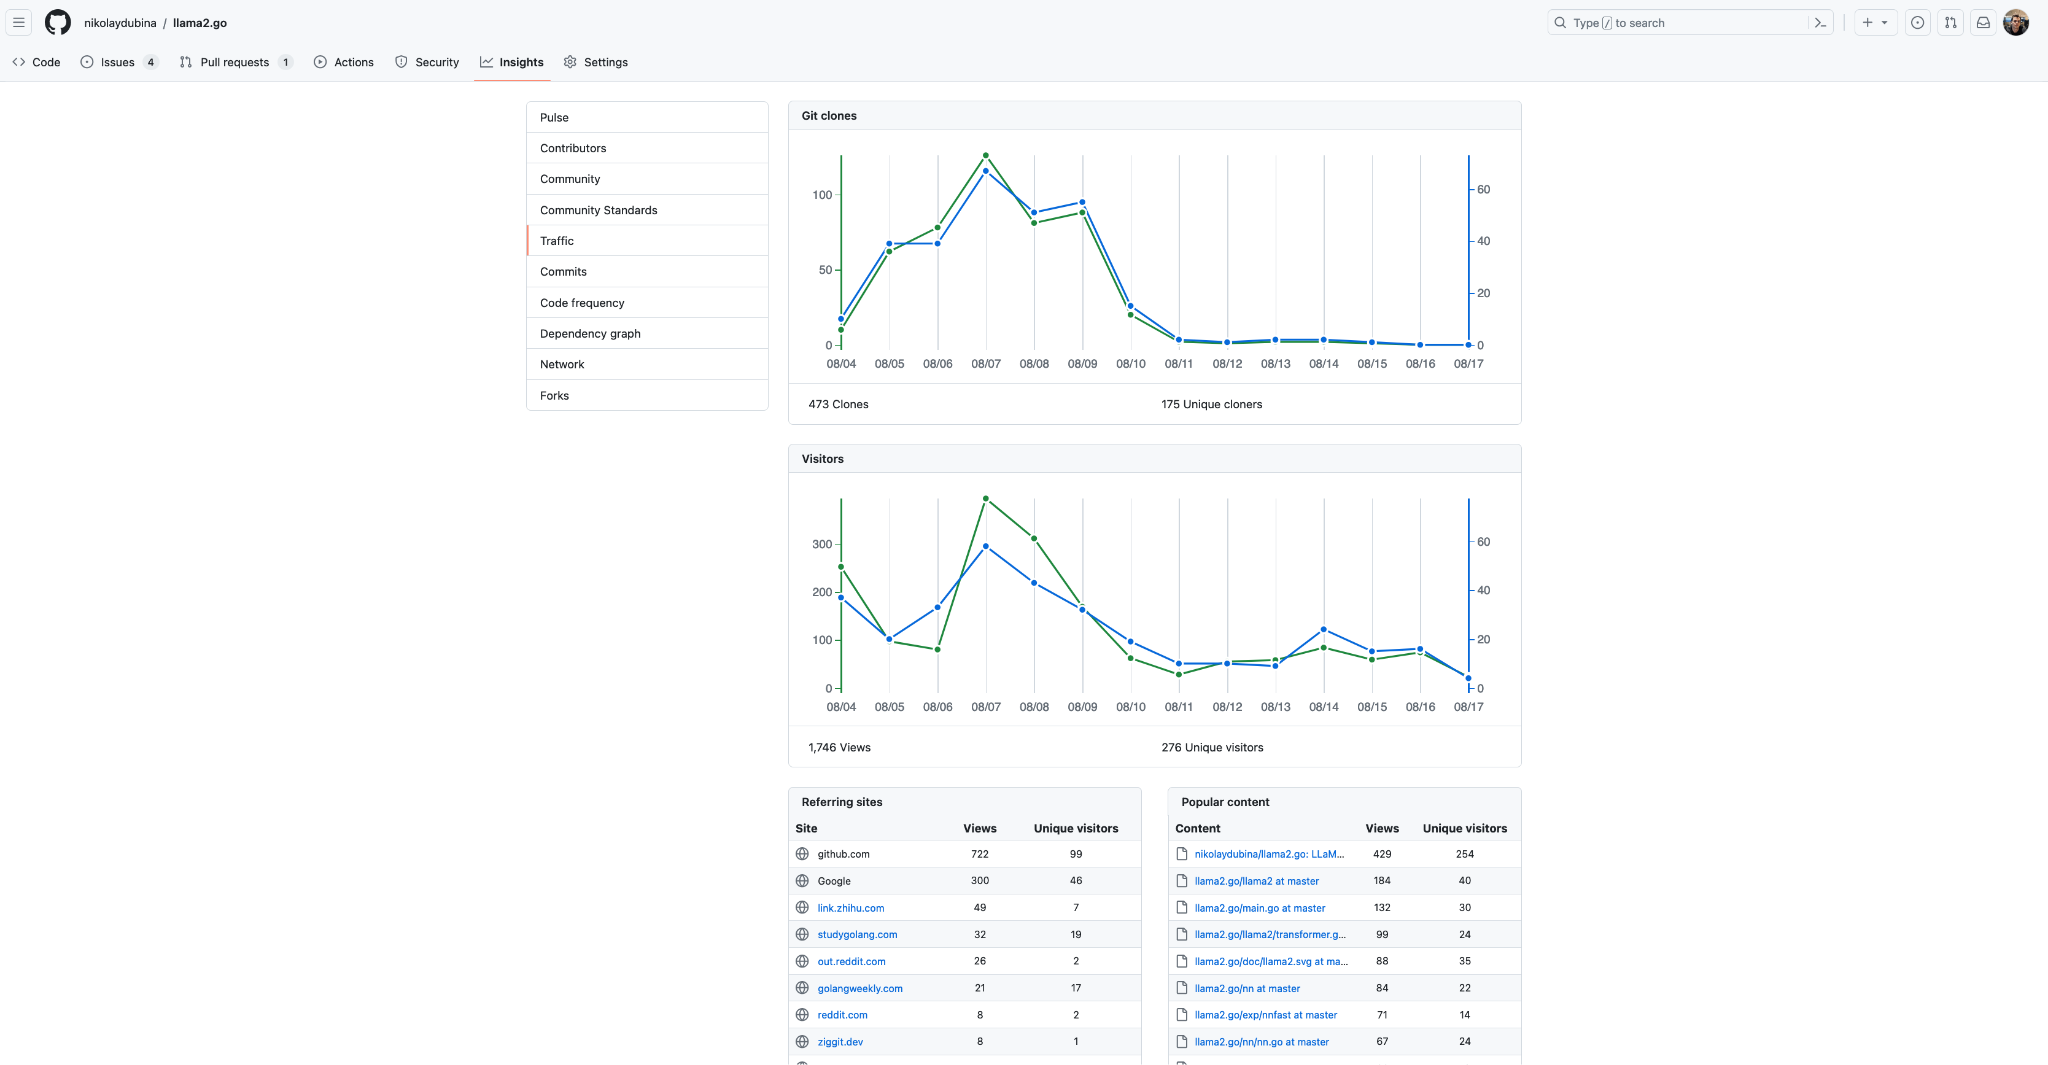 nikolaydubina / llama2.go
Type / to search
Code
Issues 4
Pull requests 1
Actions
Security
Insights
Settings
Pulse
Contributors
Community
Community Standards
Traffic
Commits
Code frequency
Dependency graph
Network
Forks
Git clones
100
50
0
60
40
20
0
08/04 08/05 08/06 08/07 08/08 08/09 08/10 08/11 08/12 08/13 08/14 08/15 08/16 08/17
473 Clones 175 Unique cloners
Visitors
300
200
100
0
60
40
20
0
08/04 08/05 08/06 08/07 08/08 08/09 08/10 08/11 08/12 08/13 08/14 08/15 08/16 08/17
1,746 Views 276 Unique visitors
Referring sites
Site Views Unique visitors
github.com 722 99
Google 300 46
link.zhihu.com 49 7
studygolang.com 32 19
out.reddit.com 26 2
golangweekly.com 21 17
reddit.com 8 2
ziggit.dev 8 1
Popular content
Content Views Unique visitors
nikolaydubina/llama2.go: LLaM... 429 254
llama2.go/llama2 at master 184 40
llama2.go/main.go at master 132 30
llama2.go/llama2/transformer.g... 99 24
llama2.go/doc/llama2.svg at ma... 88 35
llama2.go/nn at master 84 22
llama2.go/exp/nnfast at master 71 14
llama2.go/nn/nn.go at master 67 24